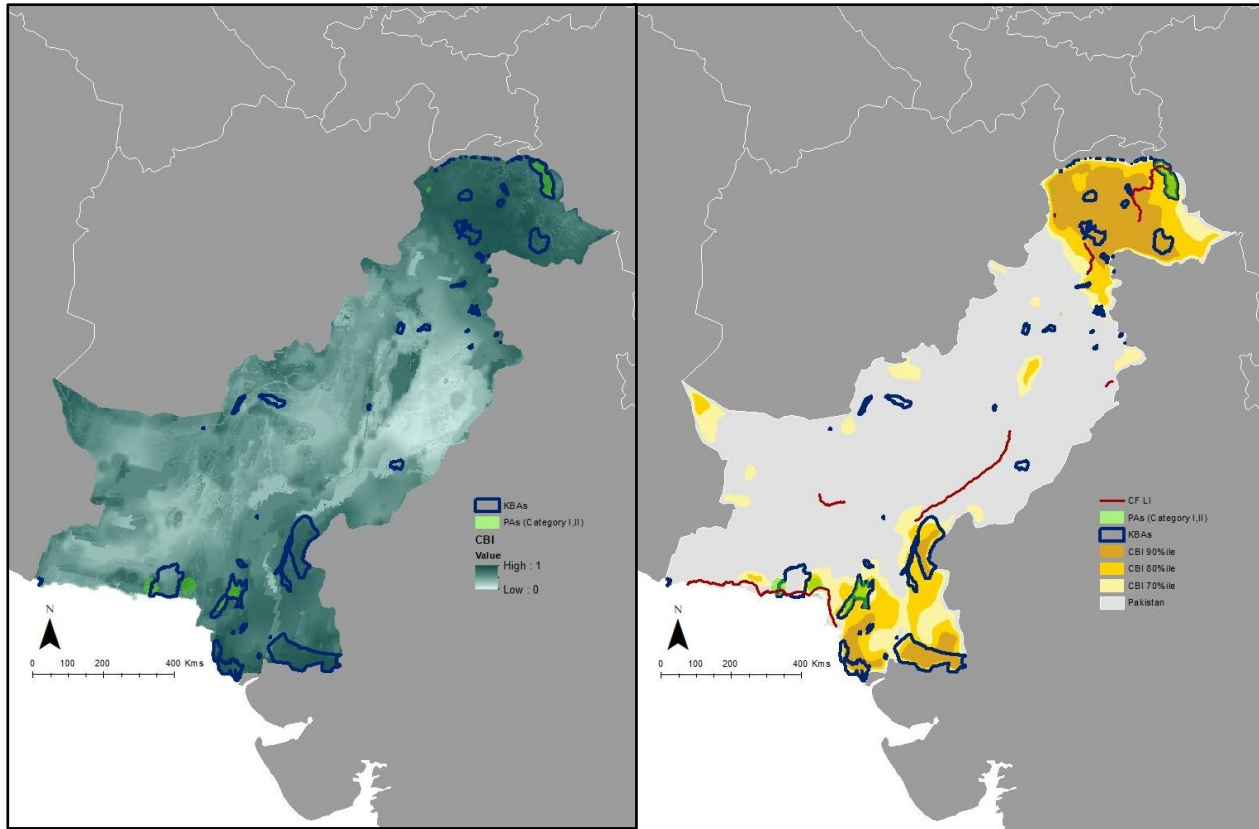 KBAs
PAs (Category I,II)
CBI
Value
High : 1
Low : 0
N
0 100 200 400 Kms
CF LI
PAs (Category I,II)
KBAs
CBI 90%ile
CBI 80%ile
CBI 70%ile
Pakistan
N
0 100 200 400 Kms